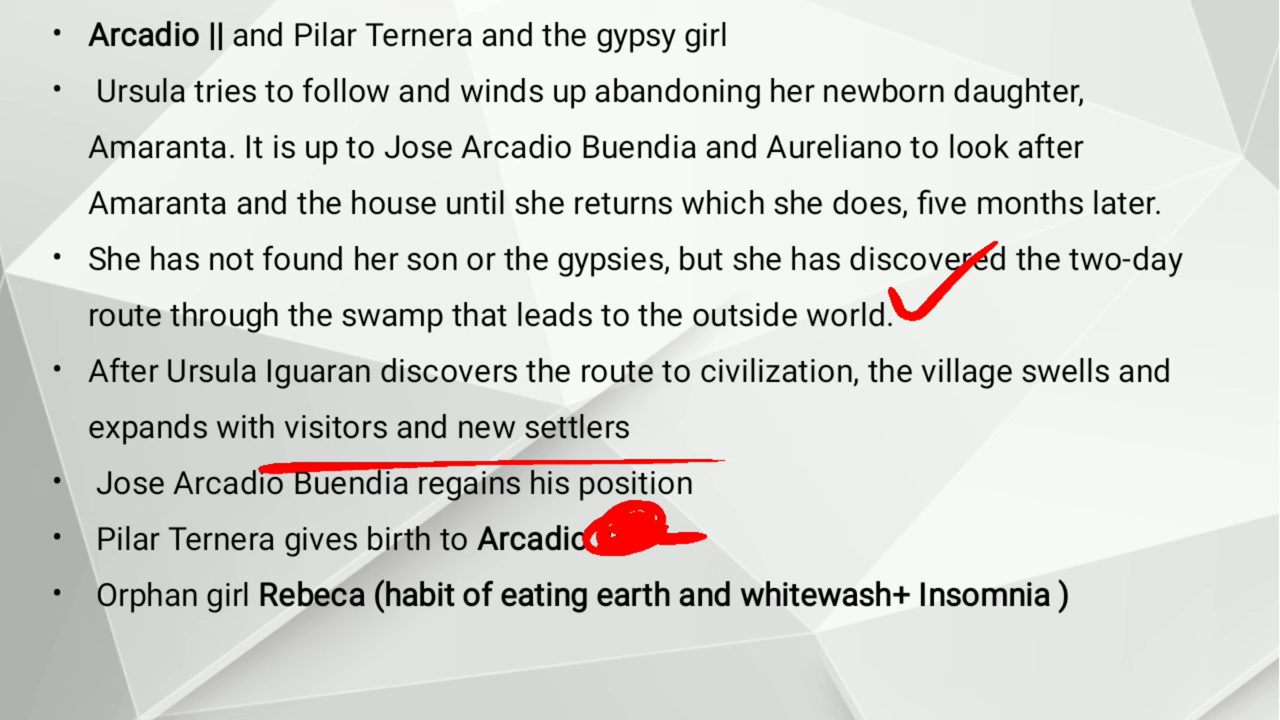 • Arcadio || and Pilar Ternera and the gypsy girl
• Ursula tries to follow and winds up abandoning her newborn daughter,
Amaranta. It is up to Jose Arcadio Buendia and Aureliano to look after
Amaranta and the house until she returns which she does, five months later.
• She has not found her son or the gypsies, but she has discovered the two-day
route through the swamp that leads to the outside world.
• After Ursula Iguaran discovers the route to civilization, the village swells and
expands with visitors and new settlers
• Jose Arcadio Buendia regains his position
• Pilar Ternera gives birth to Arcadio
• Orphan girl Rebeca (habit of eating earth and whitewash+ Insomnia )